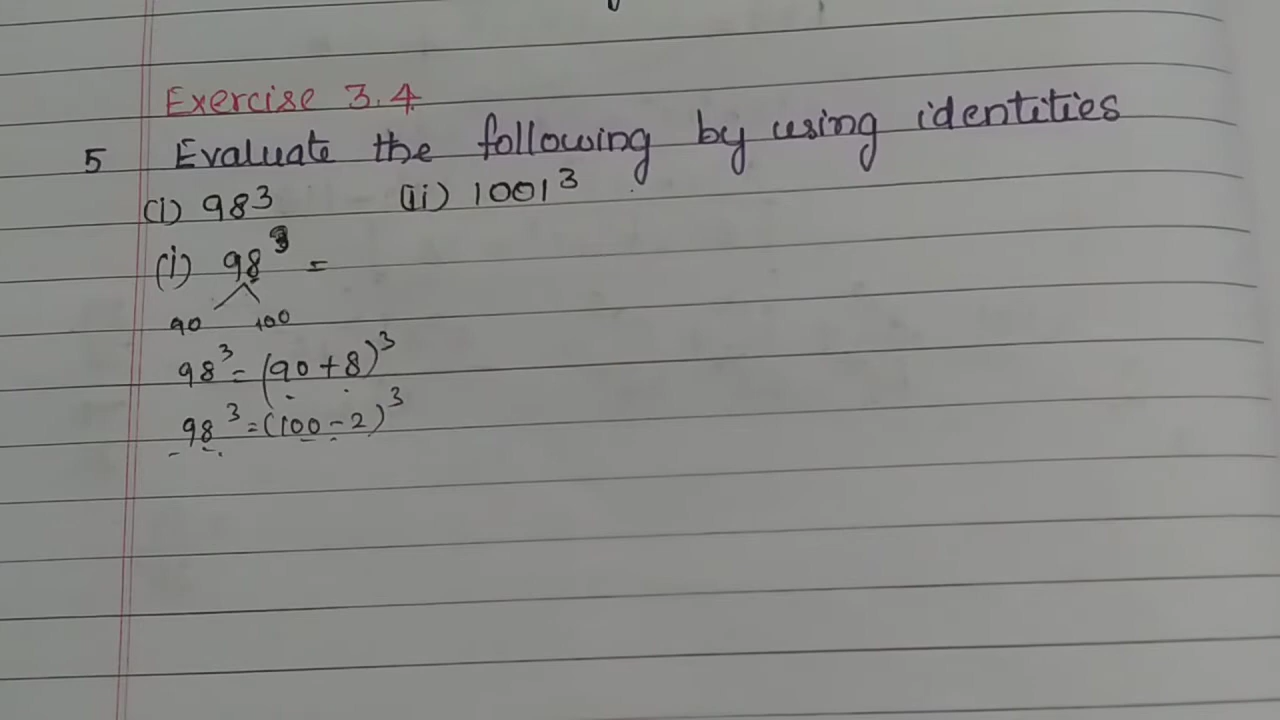 Exercise 3.4
5 Evaluate the following by using identities
(i) 98³ (ii) 1001³
(i) 98³ =
90 100
98³ = (90 + 8)³
98³ = (100 - 2)³